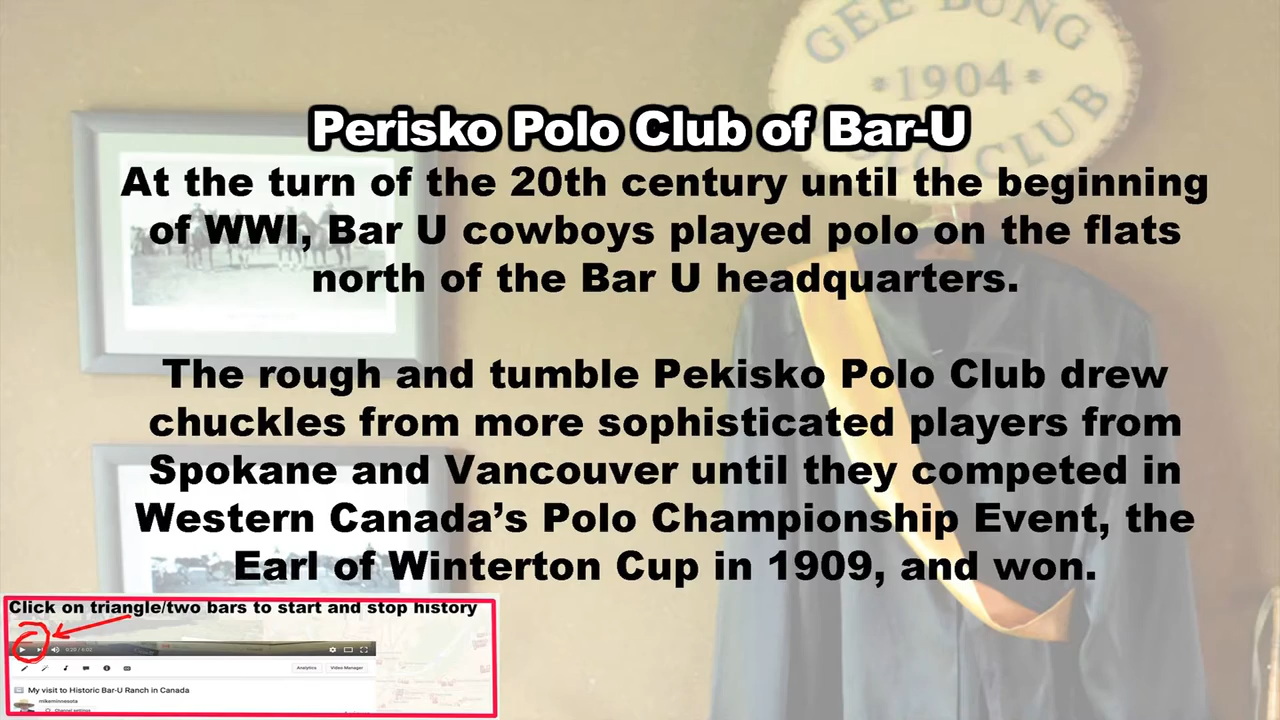 GEE BUNG
•1904•
POLO CLUB
Perisko Polo Club of Bar-U
At the turn of the 20th century until the beginning
of WWI, Bar U cowboys played polo on the flats
north of the Bar U headquarters.
The rough and tumble Pekisko Polo Club drew
chuckles from more sophisticated players from
Spokane and Vancouver until they competed in
Western Canada’s Polo Championship Event, the
Earl of Winterton Cup in 1909, and won.
Click on triangle/two bars to start and stop history
Analytics
Video Manager
My visit to Historic Bar-U Ranch in Canada
mikeminnesota
Channel settings